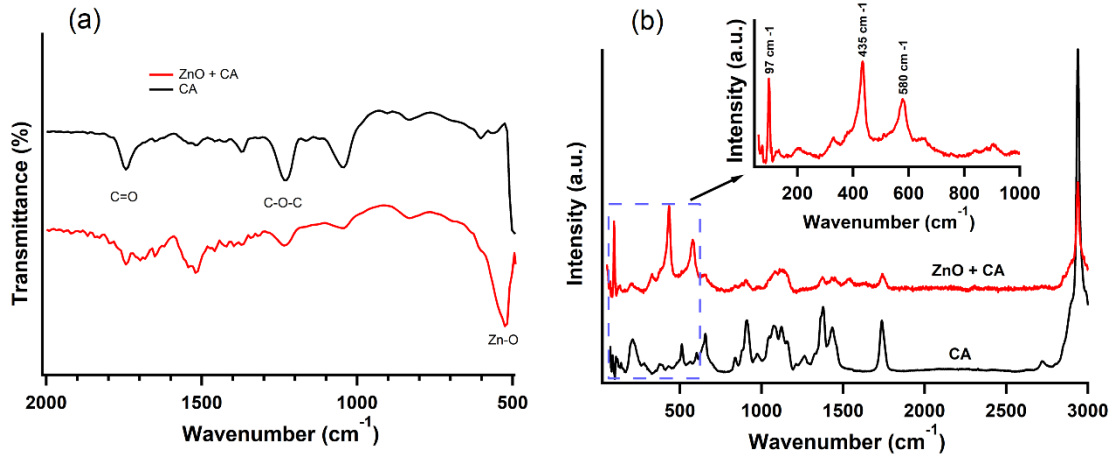 (a)
ZnO + CA
CA
C=O
C-O-C
Zn-O
Transmittance (%)
2000
1500
1000
500
Wavenumber (cm⁻¹)
(b)
97 cm -1
435 cm -1
580 cm -1
Intensity (a.u.)
200
400
600
800
1000
Wavenumber (cm⁻¹)
ZnO + CA
CA
Intensity (a.u.)
500
1000
1500
2000
2500
3000
Wavenumber (cm⁻¹)